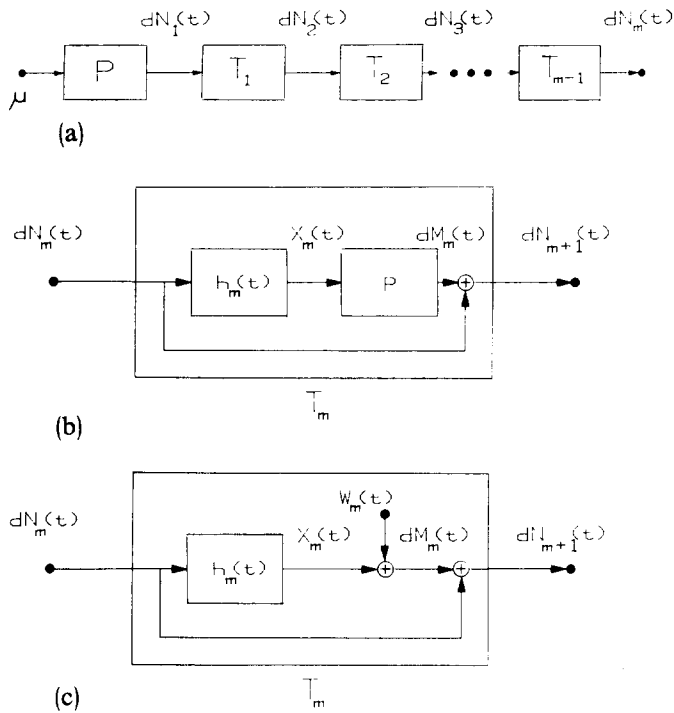 dN₁(t) dN₂(t) dN₃(t) dNₘ(t)
μ P T₁ T₂ Tₘ₋₁
(a)
dNₘ(t) Xₘ(t) dMₘ(t) dNₘ₊₁(t)
hₘ(t) P +
Tₘ
(b)
Wₘ(t)
dNₘ(t) Xₘ(t) dMₘ(t) dNₘ₊₁(t)
hₘ(t) + +
Tₘ
(c)